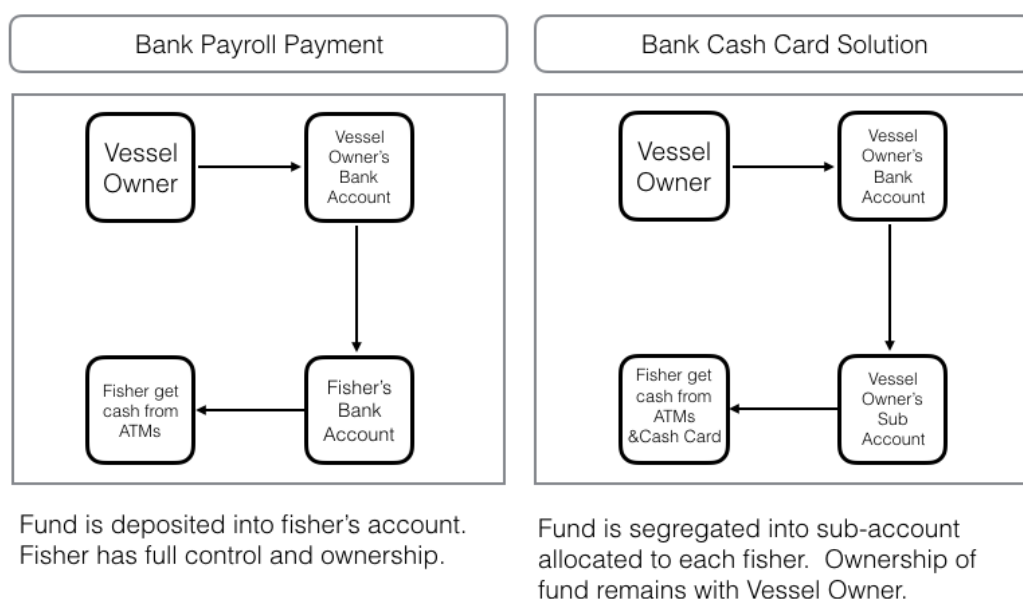 Bank Payroll Payment
Bank Cash Card Solution
Vessel
Owner
Vessel
Owner's
Bank
Account
Fisher's
Bank
Account
Fisher get
cash from
ATMs
Vessel
Owner
Vessel
Owner's
Bank
Account
Vessel
Owner's
Sub
Account
Fisher get
cash from
ATMs
&Cash Card
Fund is deposited into fisher's account.
Fisher has full control and ownership.
Fund is segregated into sub-account
allocated to each fisher.  Ownership of
fund remains with Vessel Owner.